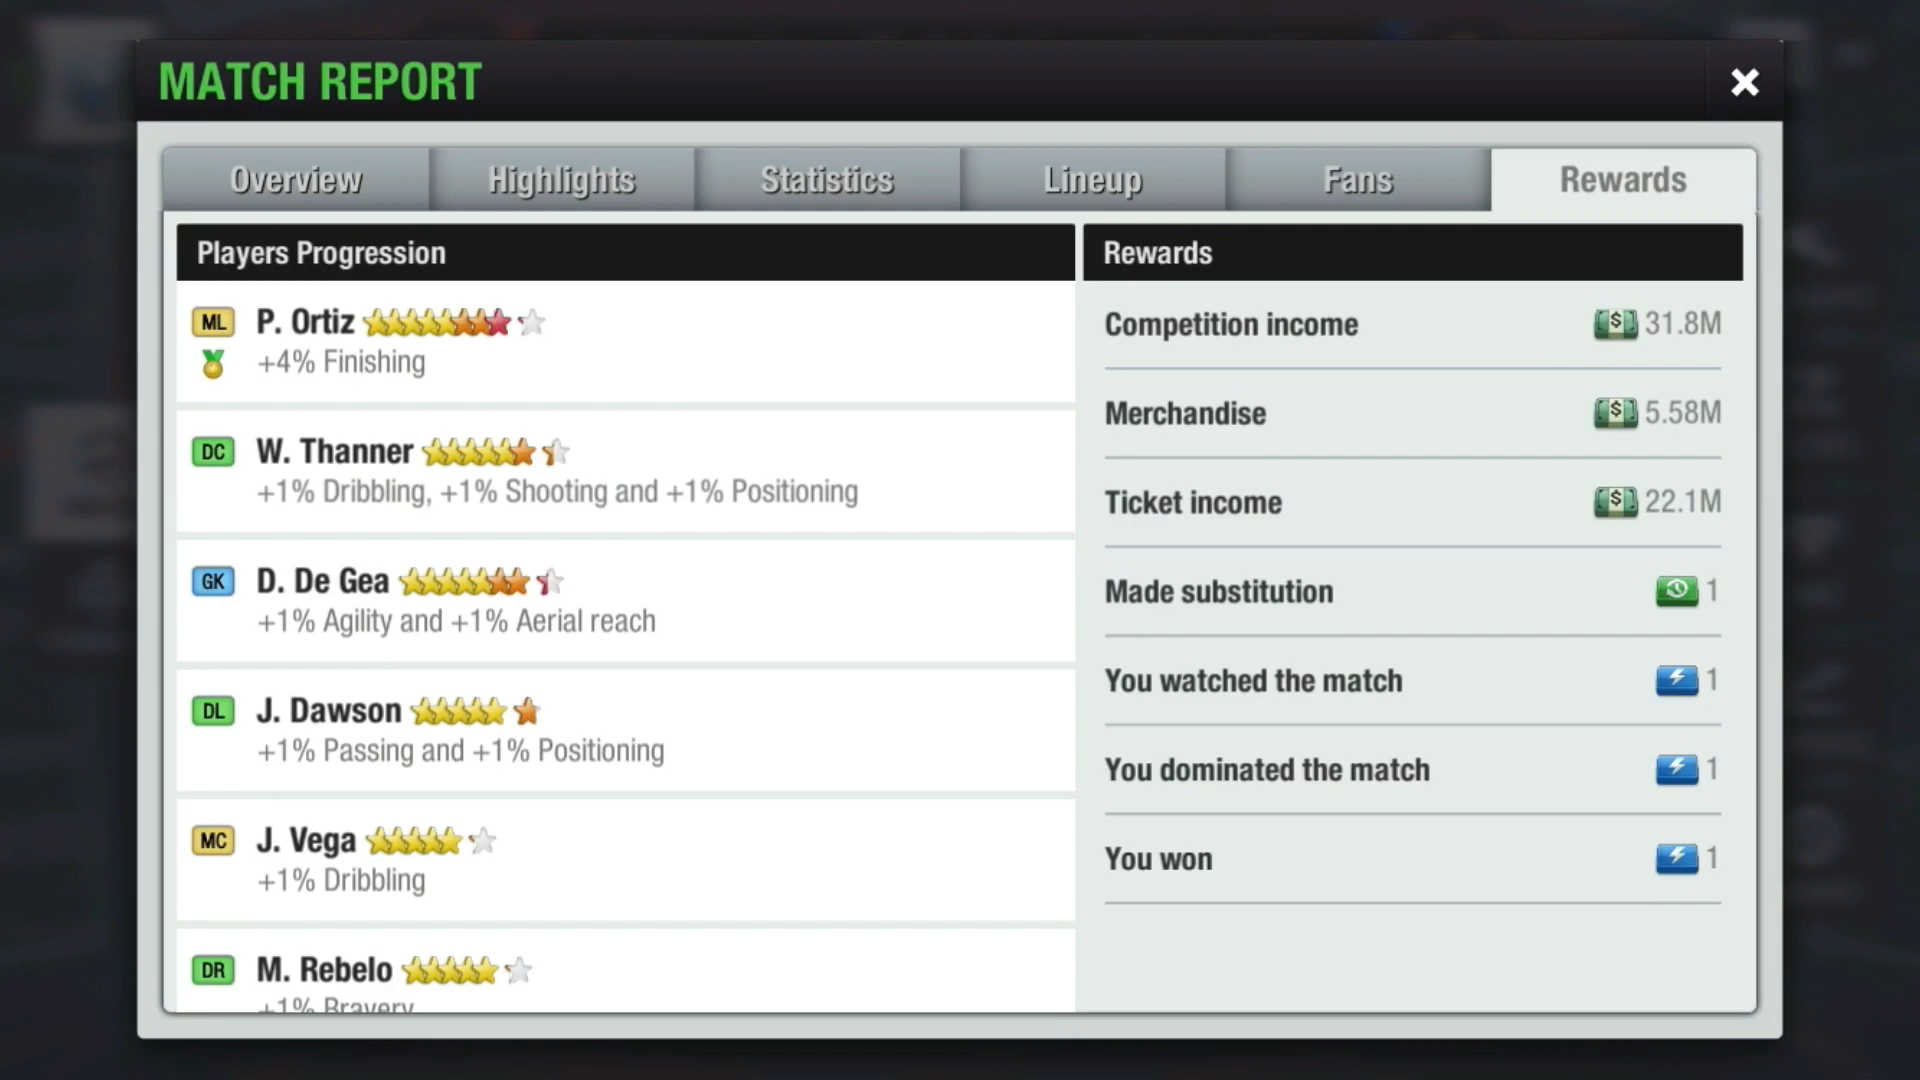 MATCH REPORT
Overview
Highlights
Statistics
Lineup
Fans
Rewards
Players Progression
ML P. Ortiz
+4% Finishing
DC W. Thanner
+1% Dribbling, +1% Shooting and +1% Positioning
GK D. De Gea
+1% Agility and +1% Aerial reach
DL J. Dawson
+1% Passing and +1% Positioning
MC J. Vega
+1% Dribbling
DR M. Rebelo
+1% Bravery
Rewards
Competition income $ 31.8M
Merchandise $ 5.58M
Ticket income $ 22.1M
Made substitution 1
You watched the match 1
You dominated the match 1
You won 1